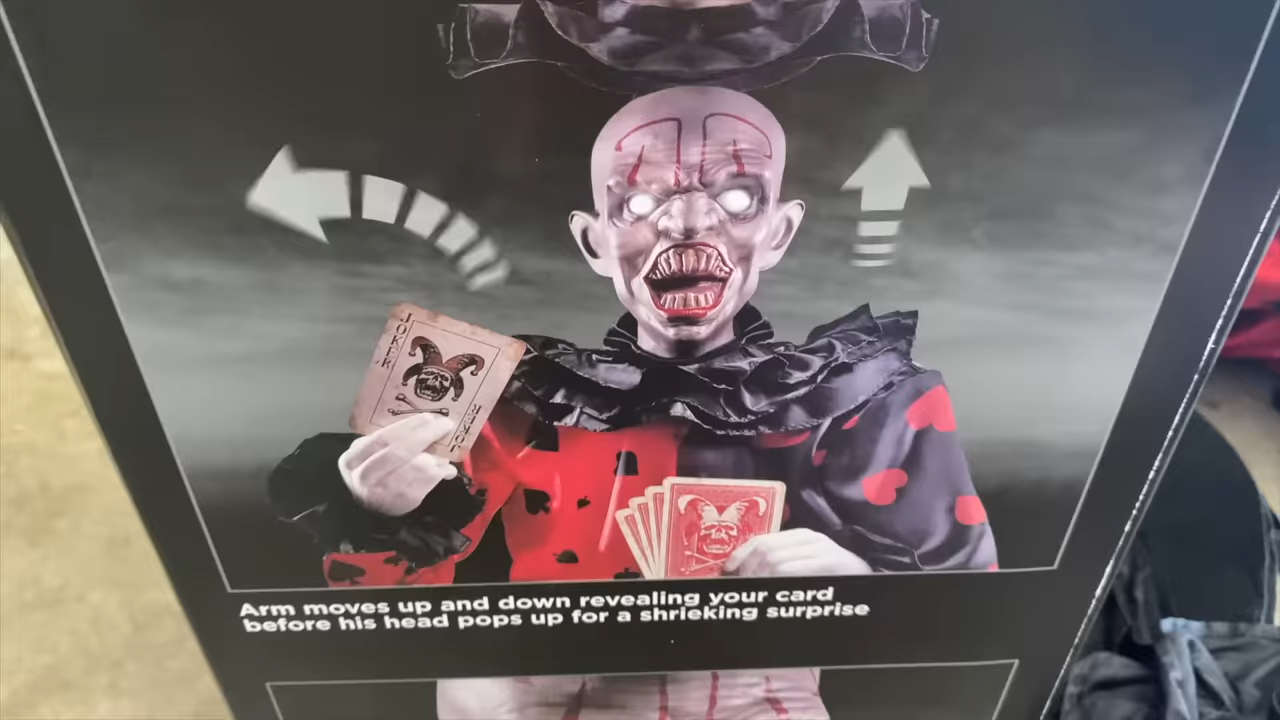 JOKER
JOKER
Arm moves up and down revealing your card
before his head pops up for a shrieking surprise